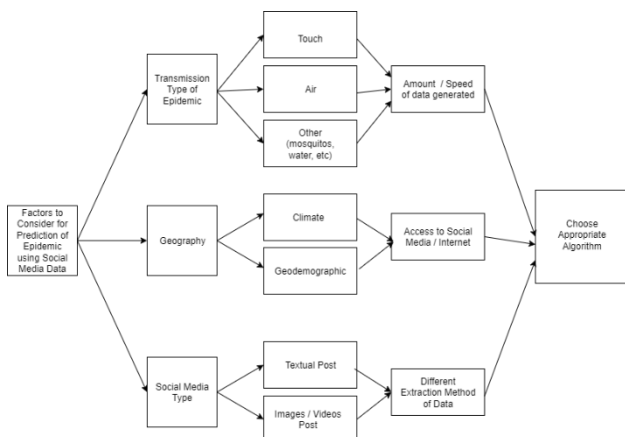 Factors to
Consider for
Prediction of
Epidemic
using Social
Media Data
Transmission
Type of
Epidemic
Touch
Air
Other
(mosquitos,
water, etc)
Amount / Speed
of data generated
Geography
Climate
Geodemographic
Access to Social
Media / Internet
Social Media
Type
Textual Post
Images / Videos
Post
Different
Extraction Method
of Data
Choose
Appropriate
Algorithm